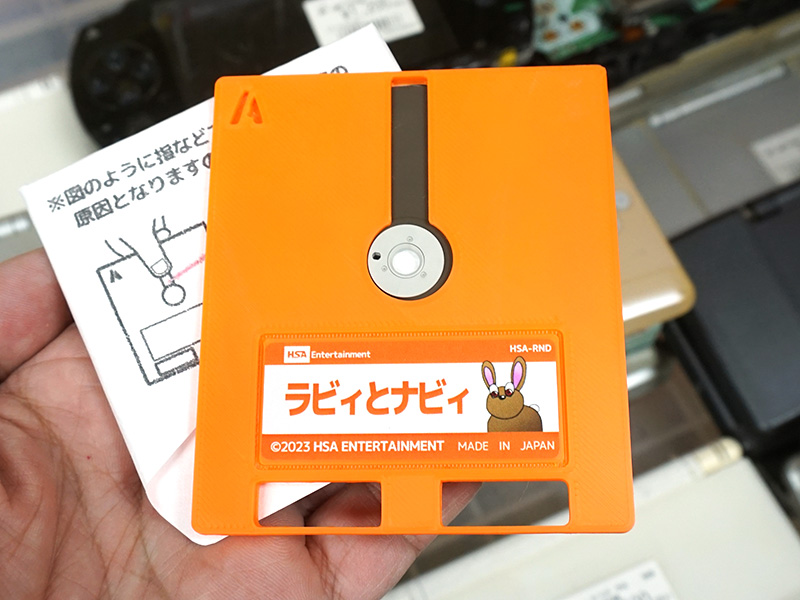 ※図のように指など
原因となりますの
A
A
HSA Entertainment
HSA-RND
ラビィとナビィ
©2023 HSA ENTERTAINMENT MADE IN JAPAN